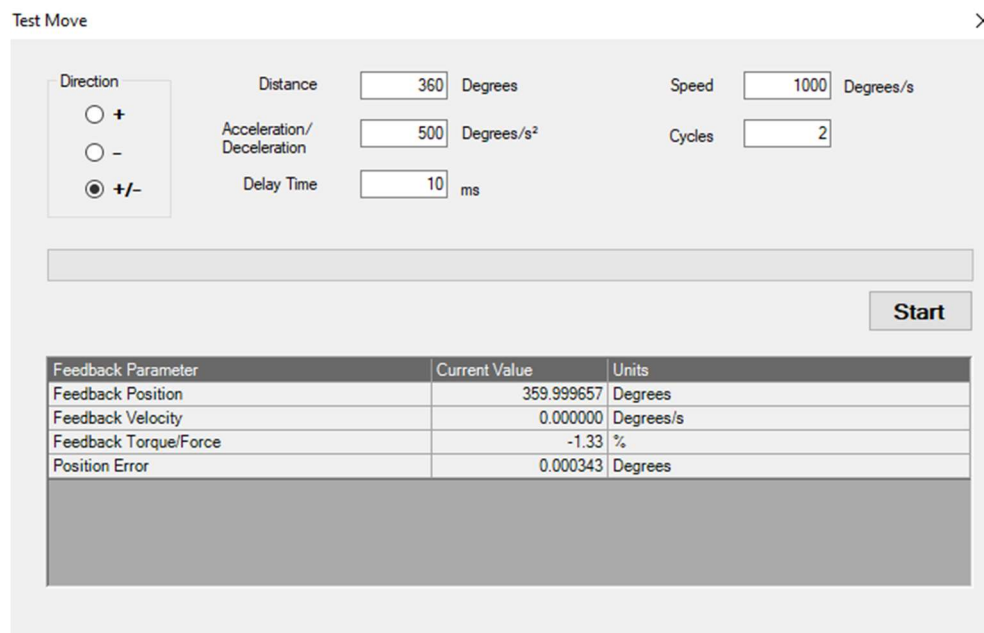 Test Move
Direction
+
–
+/–
Distance 360 Degrees
Acceleration/
Deceleration 500 Degrees/s²
Delay Time 10 ms
Speed 1000 Degrees/s
Cycles 2
Start
Feedback Parameter Current Value Units
Feedback Position 359.999657 Degrees
Feedback Velocity 0.000000 Degrees/s
Feedback Torque/Force -1.33 %
Position Error 0.000343 Degrees